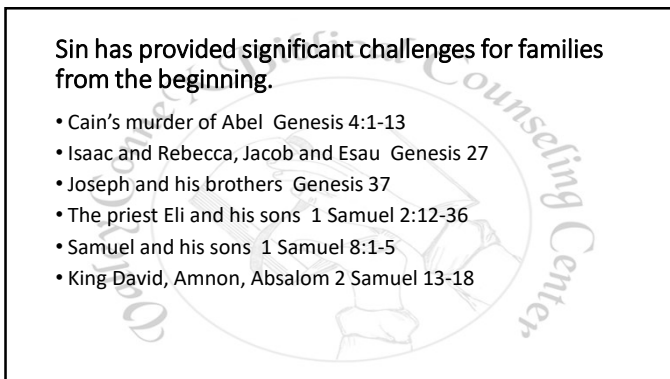 Sin has provided significant challenges for families
from the beginning.
• Cain's murder of Abel Genesis 4:1-13
• Isaac and Rebecca, Jacob and Esau Genesis 27
• Joseph and his brothers Genesis 37
• The priest Eli and his sons 1 Samuel 2:12-36
• Samuel and his sons 1 Samuel 8:1-5
• King David, Amnon, Absalom 2 Samuel 13-18
Biblical Counseling Center